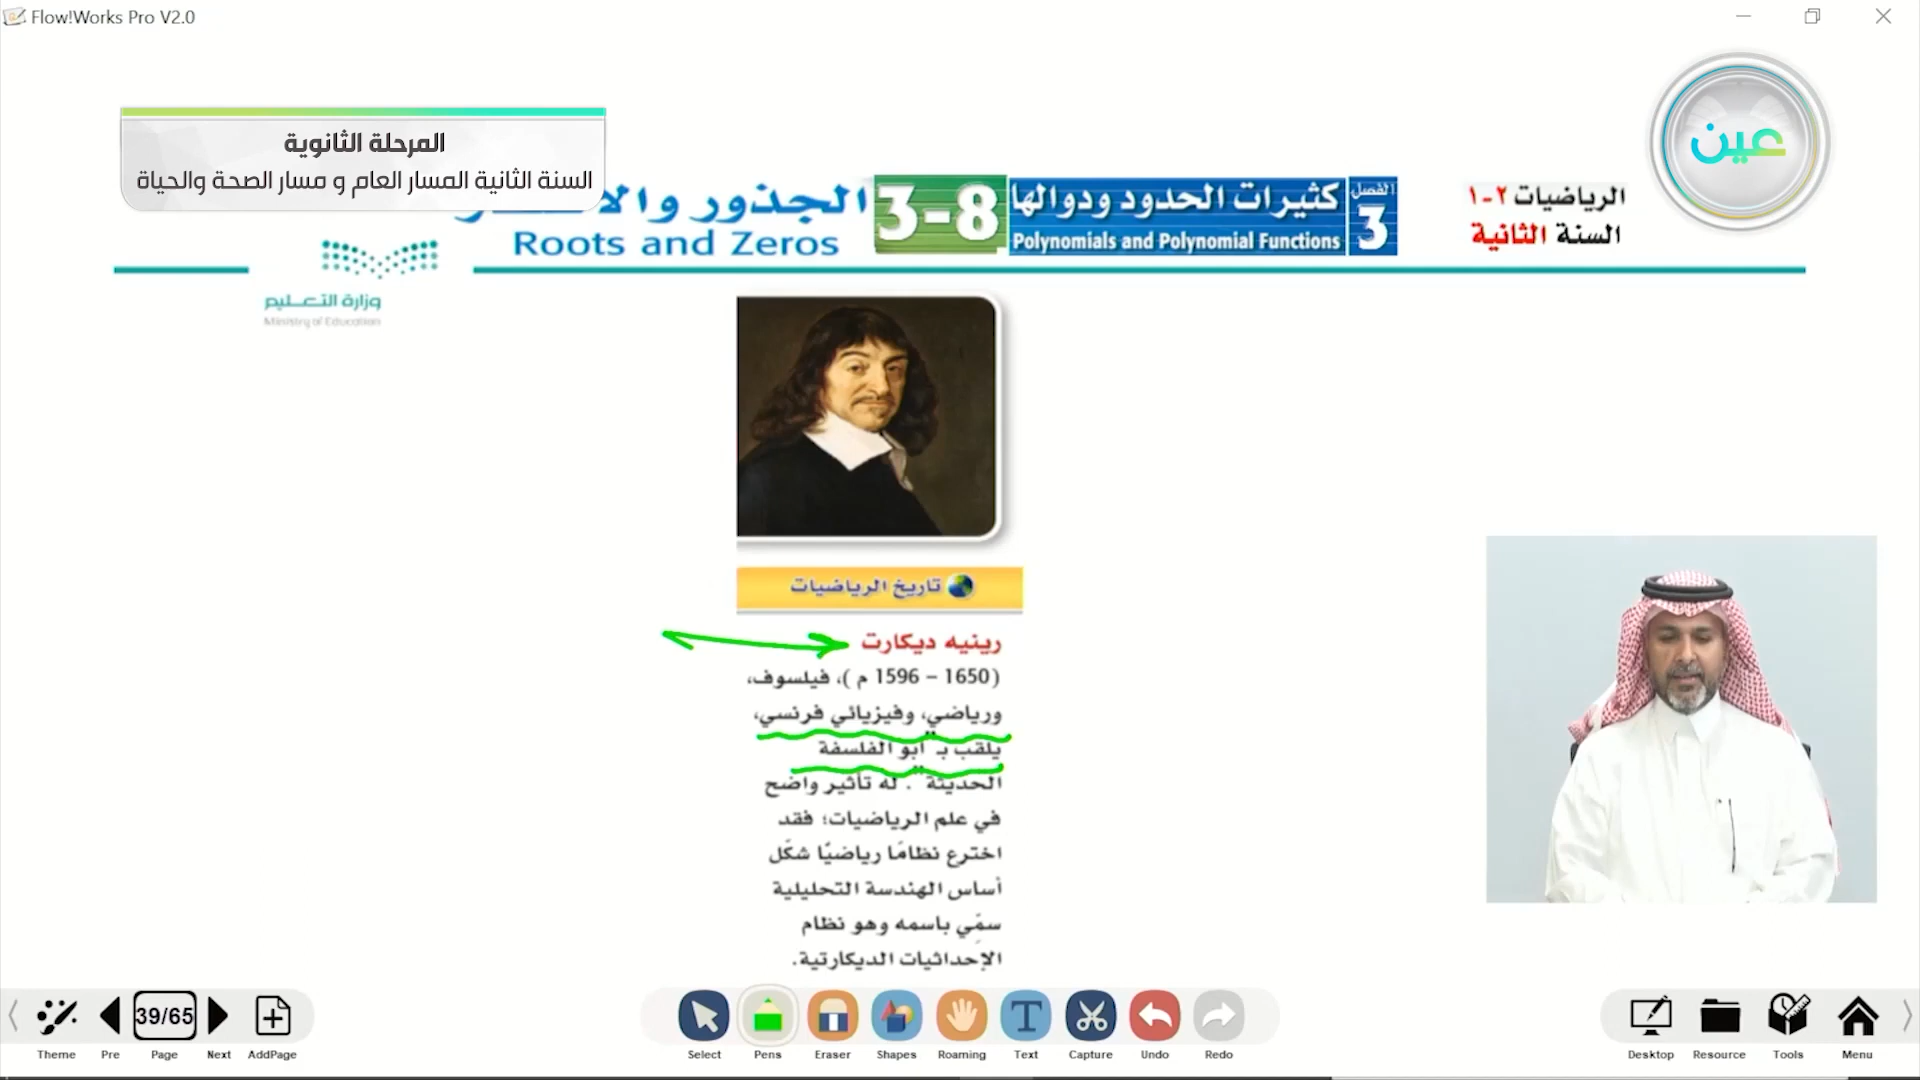 Flow!Works Pro V2.0
المرحلة الثانوية
السنة الثانية المسار العام و مسار الصحة والحياة
عين
الرياضيات ٢-١
السنة الثانية
الفصل 3
كثيرات الحدود ودوالها
Polynomials and Polynomial Functions
3-8
الجذور
Roots and Zeros
وزارة التعليم
Ministry of Education
تاريخ الرياضيات
رينيه ديكارت
(1650 – 1596 م)، فيلسوف،
ورياضي، وفيزيائي فرنسي،
يلقب بـ "أبو الفلسفة
الحديثة". له تأثير واضح
في علم الرياضيات؛ فقد
اخترع نظامًا رياضيًا شكّل
أساس الهندسة التحليلية
سمِّي باسمه وهو نظام
الإحداثيات الديكارتية.
Theme
Pre
39/65
Page
Next
AddPage
Select
Pens
Eraser
Shapes
Roaming
T
Text
Capture
Undo
Redo
Desktop
Resource
Tools
Menu